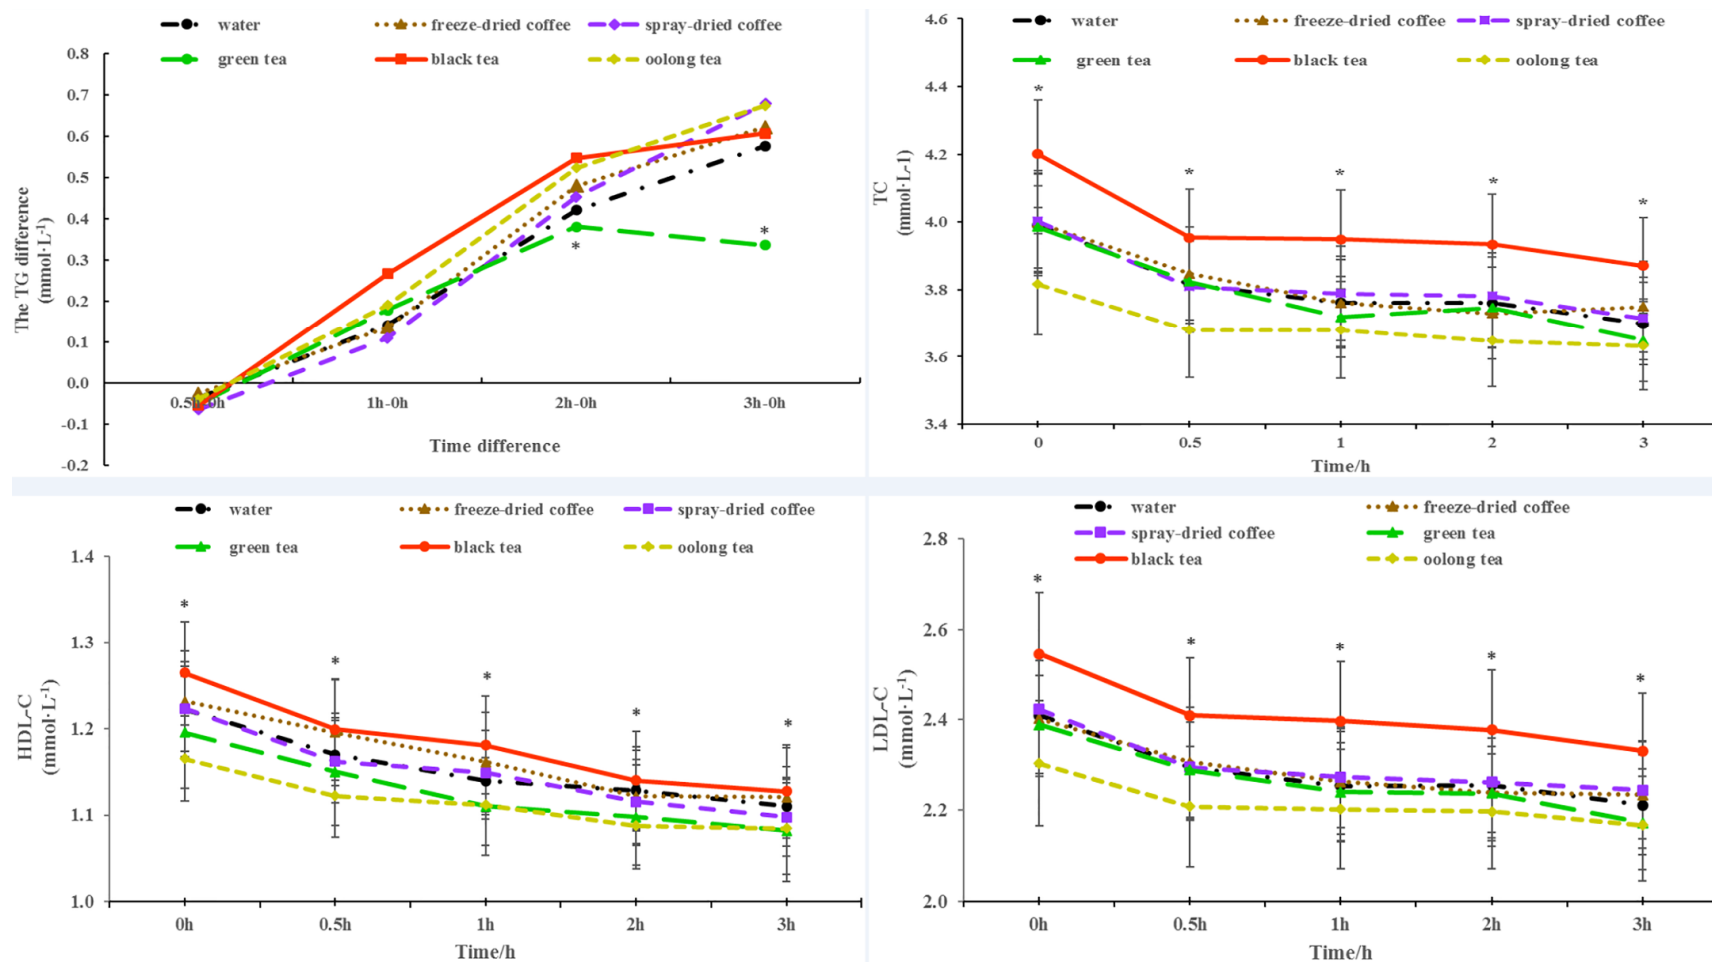 water freeze-dried coffee spray-dried coffee
green tea black tea oolong tea
0.8
0.7
0.6
0.5
0.4
0.3
0.2
0.1
0.0
-0.1
-0.2
The TG difference
(mmol·L⁻¹)
*
*
0.5h-0h 1h-0h 2h-0h 3h-0h
Time difference
water freeze-dried coffee spray-dried coffee
green tea black tea oolong tea
4.6
4.4
4.2
4.0
3.8
3.6
3.4
TC
(mmol·L-1)
* * * * *
0 0.5 1 2 3
Time/h
water freeze-dried coffee spray-dried coffee
green tea black tea oolong tea
1.4
1.3
1.2
1.1
1.0
HDL-C
(mmol·L⁻¹)
* * * * *
0h 0.5h 1h 2h 3h
Time/h
water freeze-dried coffee
spray-dried coffee green tea
black tea oolong tea
2.8
2.6
2.4
2.2
2.0
LDL-C
(mmol·L⁻¹)
* * * * *
0h 0.5h 1h 2h 3h
Time/h